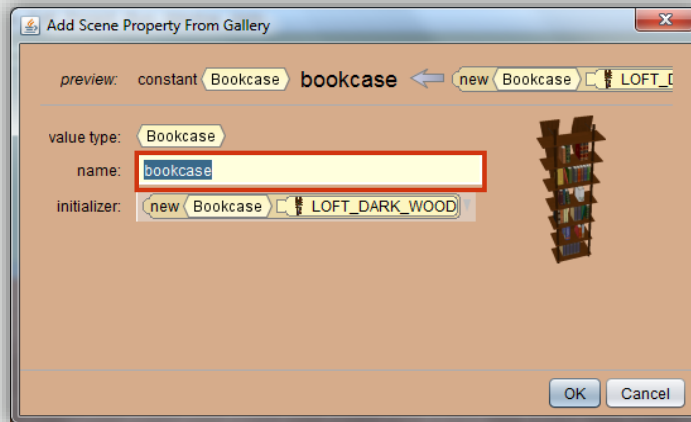 Add Scene Property From Gallery
preview: constant Bookcase bookcase new Bookcase LOFT_D
value type: Bookcase
name: bookcase
initializer: new Bookcase LOFT_DARK_WOOD
OK Cancel